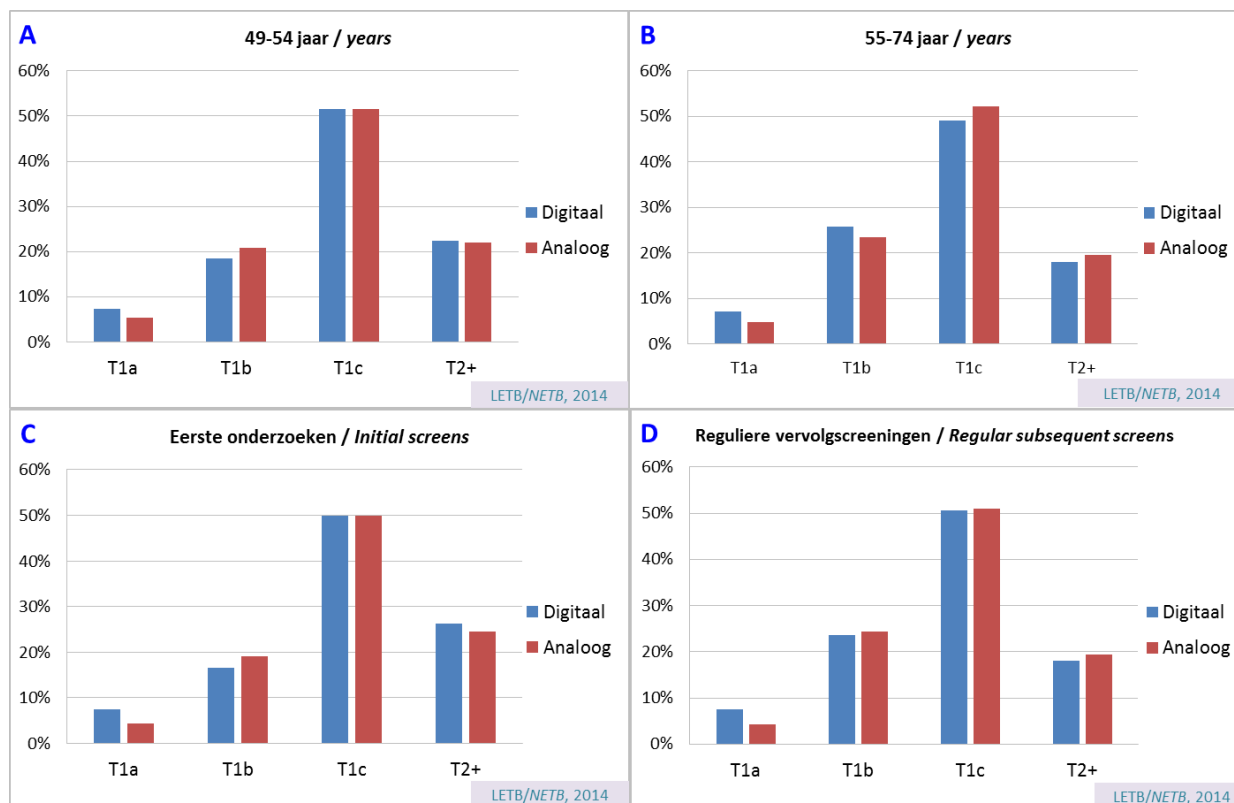 A
49-54 jaar / years
60%
50%
40%
30%
20%
10%
0%
T1a T1b T1c T2+
Digitaal
Analoog
LETB/NETB, 2014
B
55-74 jaar / years
60%
50%
40%
30%
20%
10%
0%
T1a T1b T1c T2+
Digitaal
Analoog
LETB/NETB, 2014
C
Eerste onderzoeken / Initial screens
60%
50%
40%
30%
20%
10%
0%
T1a T1b T1c T2+
Digitaal
Analoog
LETB/NETB, 2014
D
Reguliere vervolgscreeningen / Regular subsequent screens
60%
50%
40%
30%
20%
10%
0%
T1a T1b T1c T2+
Digitaal
Analoog
LETB/NETB, 2014